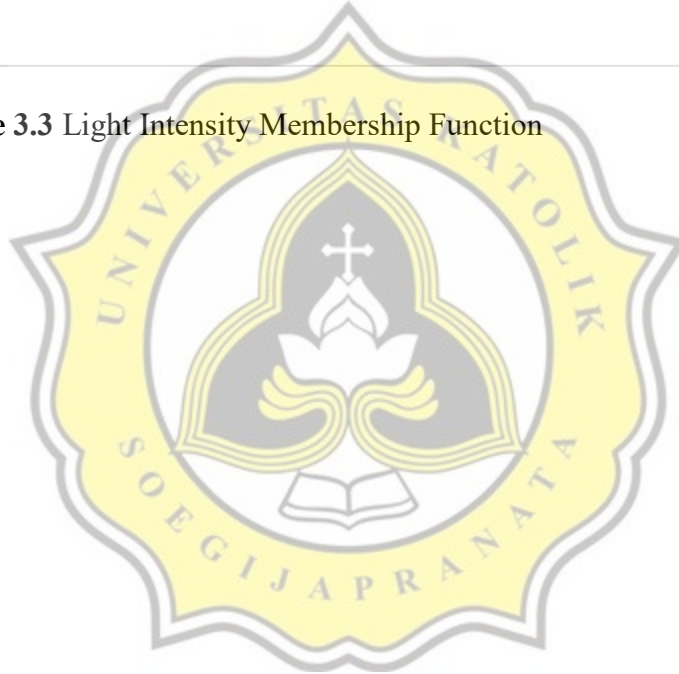 e 3.3 Light Intensity Membership Function
UNIVERSITAS KATOLIK
SOEGIJAPRANATA